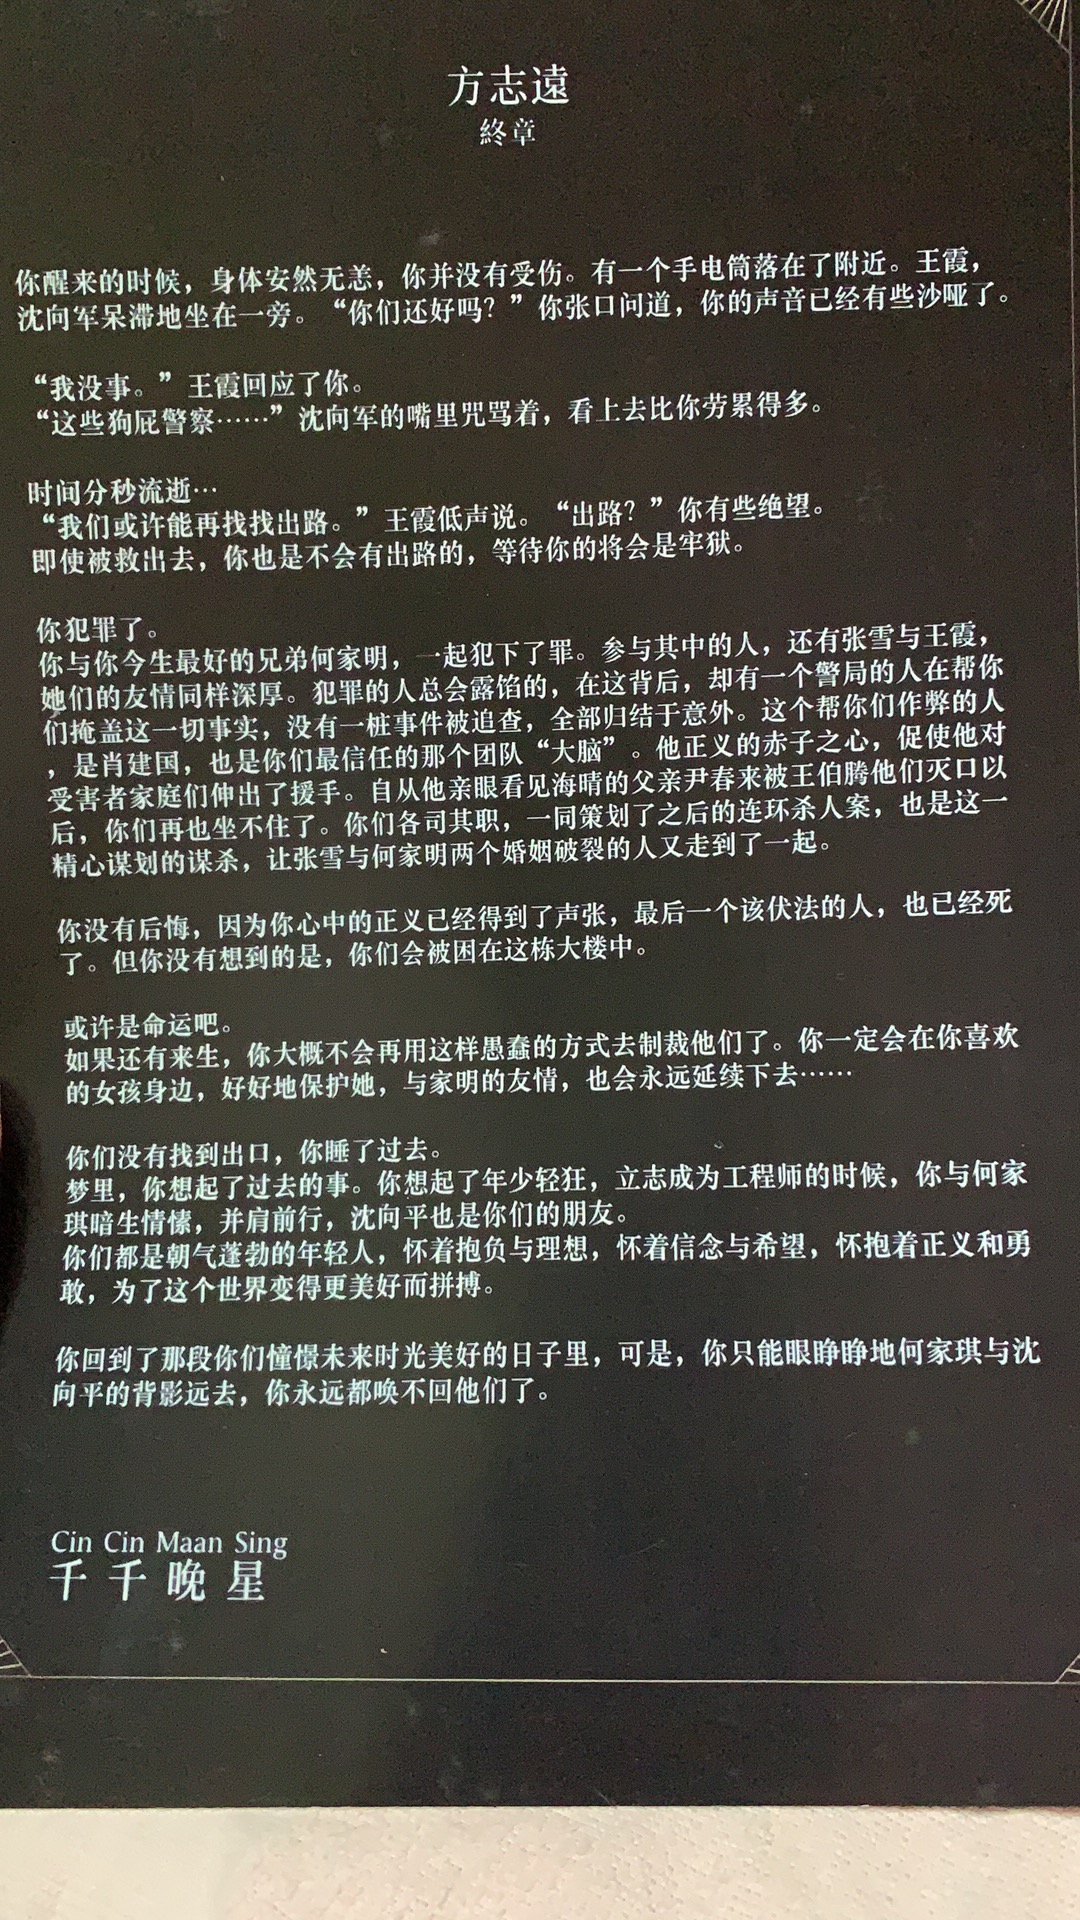 方志遠
終章
你醒来的时候，身体安然无恙，你并没有受伤。有一个手电筒落在了附近。王霞，
沈向军呆滞地坐在一旁。“你们还好吗？”你张口问道，你的声音已经有些沙哑了。
“我没事。”王霞回应了你。
“这些狗屁警察……”沈向军的嘴里咒骂着，看上去比你劳累得多。
时间分秒流逝…
“我们或许能再找找出路。”王霞低声说。“出路？”你有些绝望。
即使被救出去，你也是不会有出路的，等待你的将会是牢狱。
你犯罪了。
你与你今生最好的兄弟何家明，一起犯下了罪。参与其中的人，还有张雪与王霞，
她们的友情同样深厚。犯罪的人总会露馅的，在这背后，却有一个警局的人在帮你
们掩盖这一切事实，没有一桩事件被追查，全部归结于意外。这个帮你们作弊的人
，是肖建国，也是你们最信任的那个团队“大脑”。他正义的赤子之心，促使他对
受害者家庭们伸出了援手。自从他亲眼看见海晴的父亲尹春来被王伯腾他们灭口以
后，你们再也坐不住了。你们各司其职，一同策划了之后的连环杀人案，也是这一
精心谋划的谋杀，让张雪与何家明两个婚姻破裂的人又走到了一起。
你没有后悔，因为你心中的正义已经得到了声张，最后一个该伏法的人，也已经死
了。但你没有想到的是，你们会被困在这栋大楼中。
或许是命运吧。
如果还有来生，你大概不会再用这样愚蠢的方式去制裁他们了。你一定会在你喜欢
的女孩身边，好好地保护她，与家明的友情，也会永远延续下去……
你们没有找到出口，你睡了过去。
梦里，你想起了过去的事。你想起了年少轻狂，立志成为工程师的时候，你与何家
琪暗生情愫，并肩前行，沈向平也是你们的朋友。
你们都是朝气蓬勃的年轻人，怀着抱负与理想，怀着信念与希望，怀抱着正义和勇
敢，为了这个世界变得更美好而拼搏。
你回到了那段你们憧憬未来时光美好的日子里，可是，你只能眼睁睁地何家琪与沈
向平的背影远去，你永远都唤不回他们了。
Cin Cin Maan Sing
千千晚星